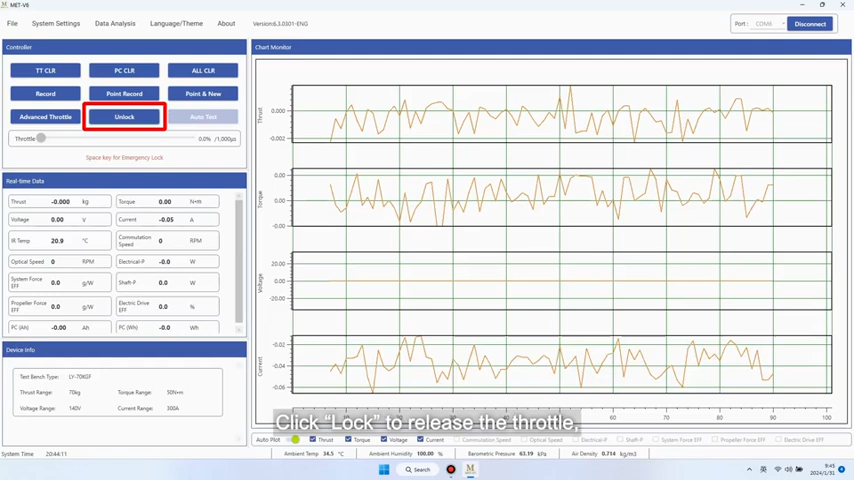 MET-V6
File System Settings Data Analysis Language/Theme About Version:6.3.0301-ENG Port : COM6 Disconnect
Controller
TT CLR PC CLR ALL CLR
Record Point Record Point & New
Advanced Throttle Unlock Auto Test
Throttle 0.0% /1,000μs
Space key for Emergency Lock
Real-time Data
Thrust -0.000 kg Torque 0.00 N•m
Voltage 0.00 V Current -0.05 A
IR Temp 20.9 °C Commutation Speed 0 RPM
Optical Speed 0 RPM Electrical-P -0.0 W
System Force EFF 0.0 g/W Shaft-P 0.0 W
Propeller Force EFF 0.0 g/W Electric Drive EFF 0.0 %
PC (Ah) -0.00 Ah PC (Wh) -0.0 Wh
Device Info
Test Bench Type: LY-70KGF
Thrust Range: 70kg Torque Range: 50N•m
Voltage Range: 140V Current Range: 300A
Chart Monitor
Thrust
0.000
-0.002
Torque
0.00
-0.00
-0.00
Voltage
20.00
0.00
-20.00
Current
-0.02
-0.04
-0.06
10 20 70 80 90 100
Click “Lock” to release the throttle,
Auto Plot Thrust Torque Voltage Current Commutation Speed Optical Speed Electrical-P Shaft-P System Force EFF Propeller Force EFF Electric Drive EFF
System Time 20:44:11 Ambient Temp 34.5 °C Ambient Humidity 100.00 % Barometric Pressure 63.19 kPa Air Density 0.714 kg/m3
Search 英 9:45
2024/1/31